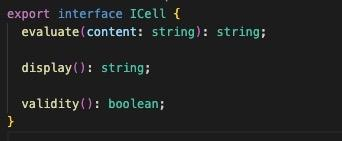 export interface ICell {
evaluate(content: string): string;
display(): string;
validity(): boolean;
}